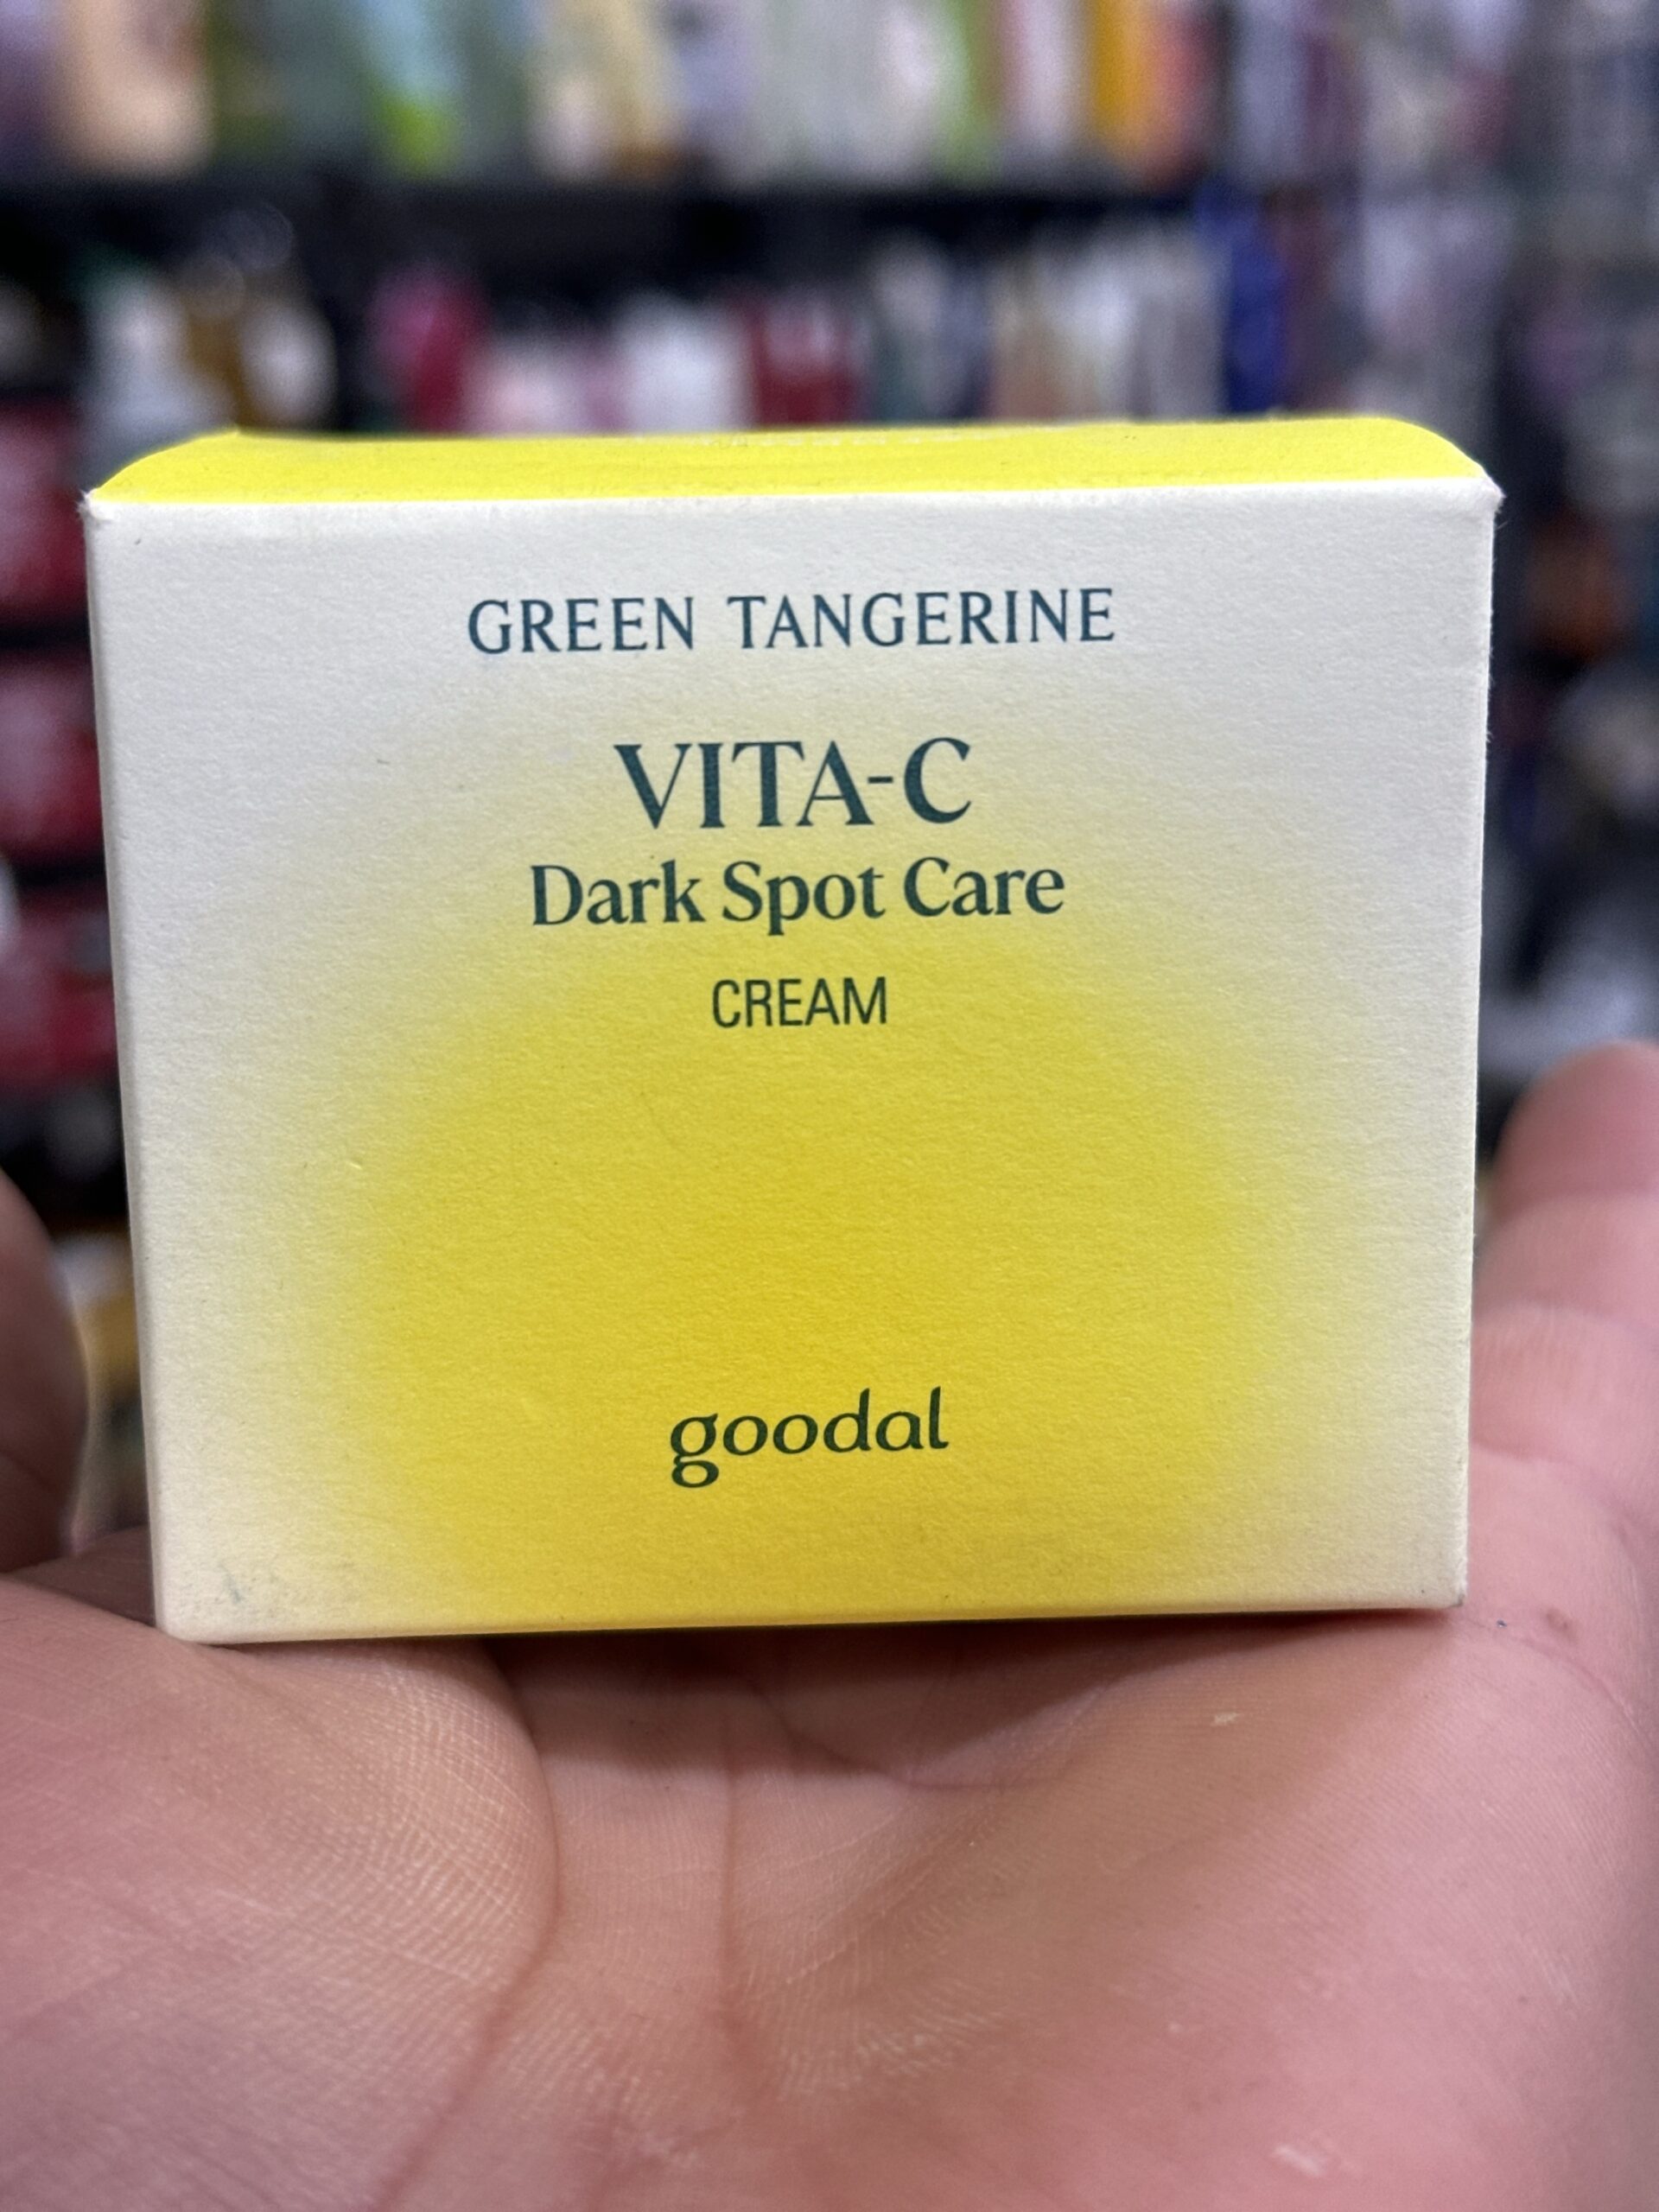 GREEN TANGERINE
VITA-C
Dark Spot Care
CREAM
goodal